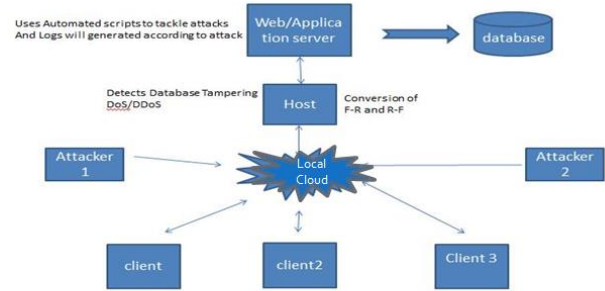 Uses Automated scripts to tackle attacks
And Logs will generated according to attack
Web/Applica
tion server
database
Detects Database Tampering
DoS/DDoS
Host
Conversion of
F-R and R-F
Attacker
1
Local
Cloud
Attacker
2
client
client2
Client 3